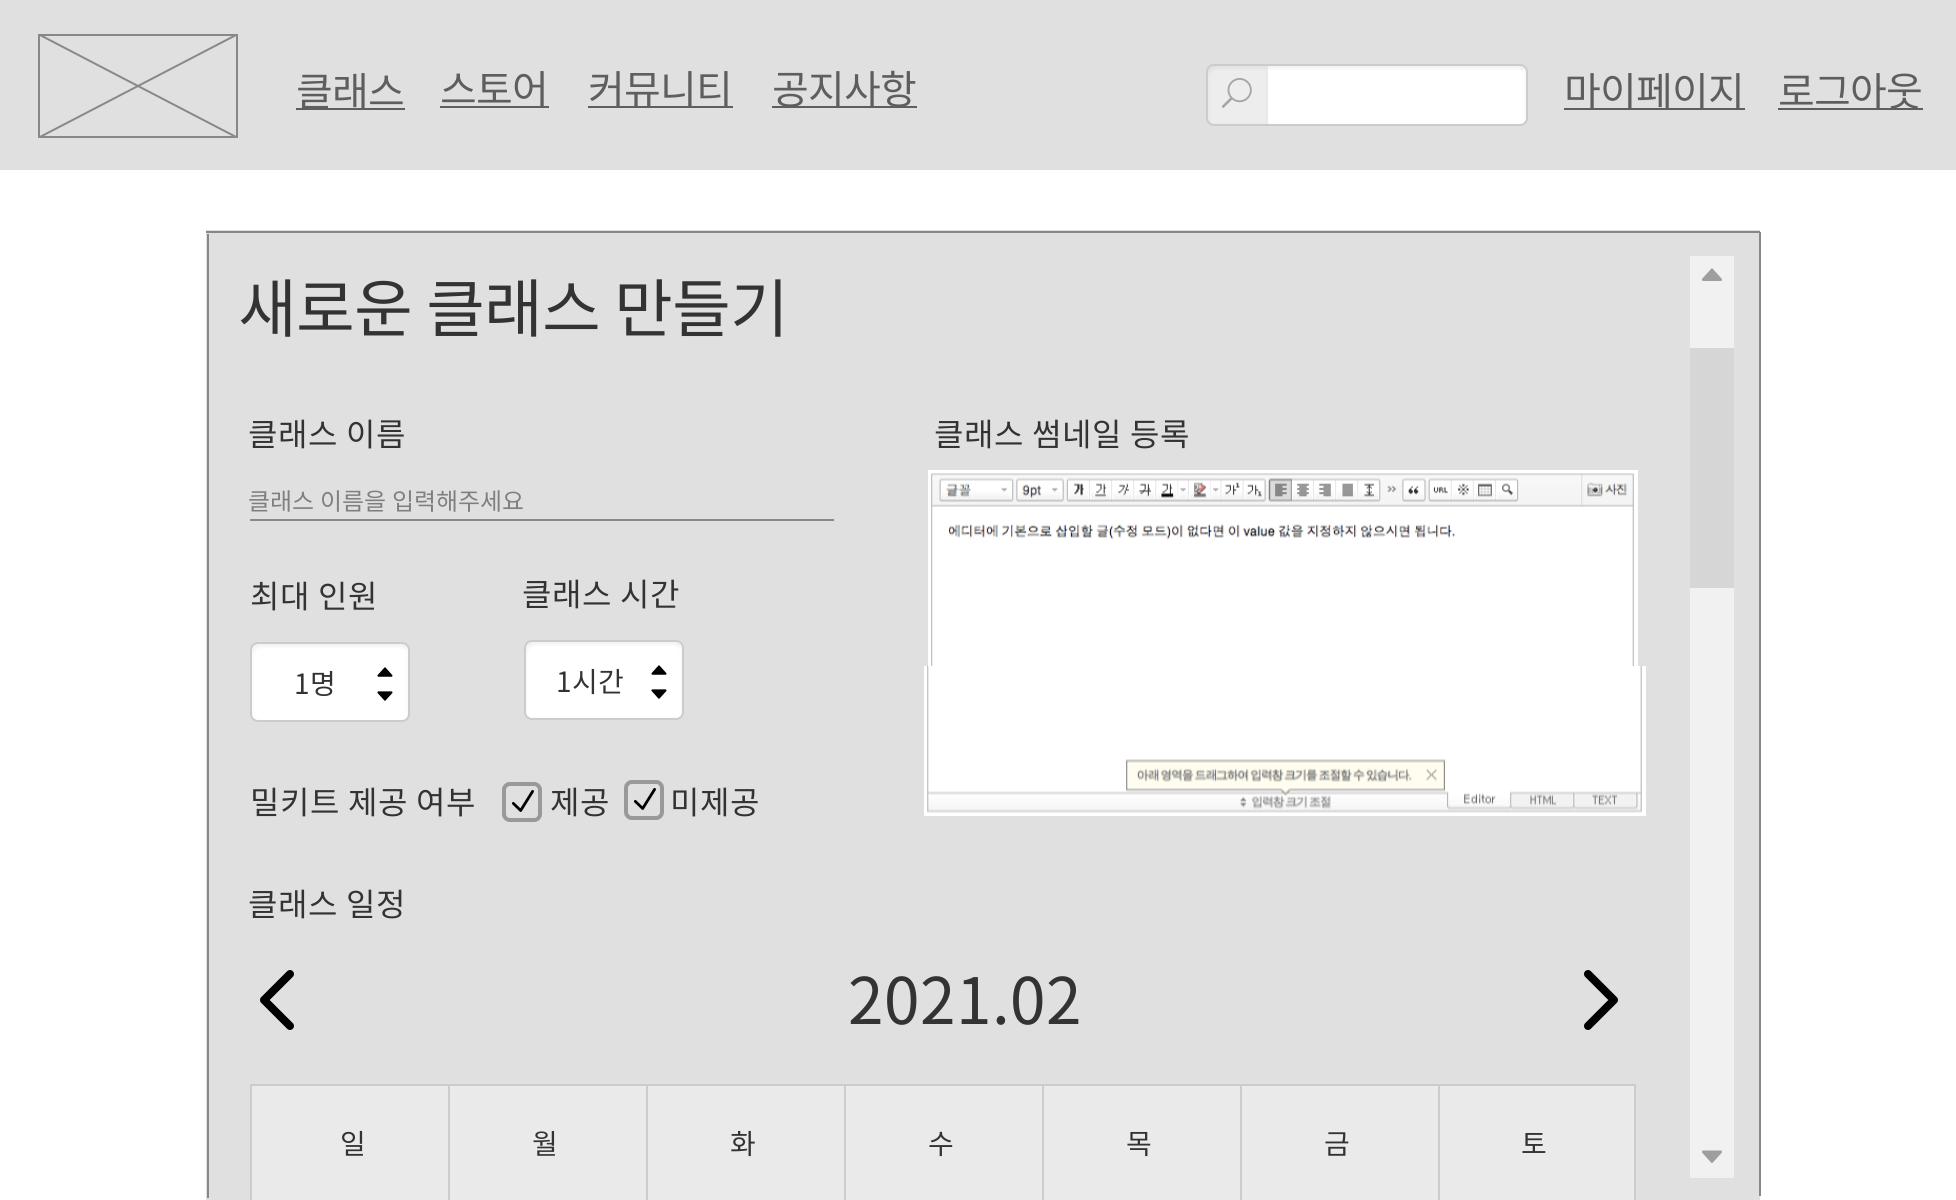 클래스 스토어 커뮤니티 공지사항 마이페이지 로그아웃
새로운 클래스 만들기
클래스 이름
클래스 이름을 입력해주세요
최대 인원 클래스 시간
1명 1시간
밀키트 제공 여부 제공 미제공
클래스 썸네일 등록
글꼴 9pt 가 가 가 가 가 가¹ 가₁ URL 사진
에디터에 기본으로 삽입할 글(수정 모드)이 없다면 이 value 값을 지정하지 않으시면 됩니다.
아래 영역을 드래그하여 입력창 크기를 조절할 수 있습니다.
입력창 크기 조절 Editor HTML TEXT
클래스 일정
2021.02
일 월 화 수 목 금 토